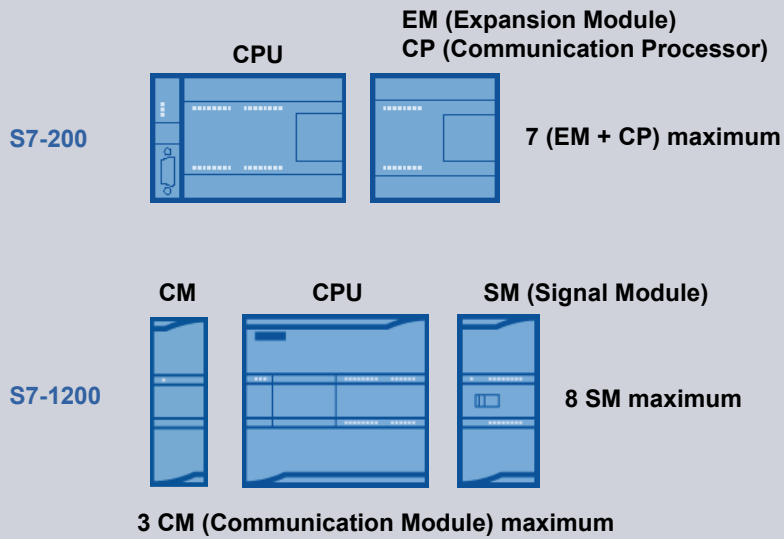 EM (Expansion Module)
CP (Communication Processor)
CPU
S7-200
7 (EM + CP) maximum
CM
CPU
SM (Signal Module)
S7-1200
8 SM maximum
3 CM (Communication Module) maximum